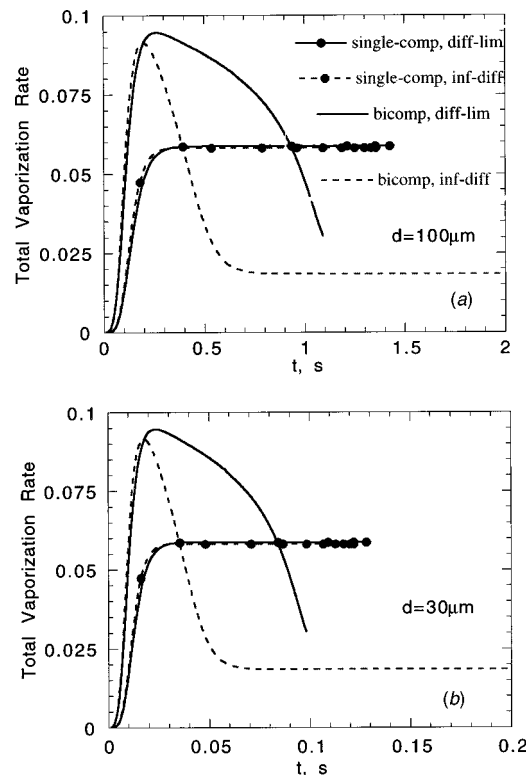 0.1
0.075
0.05
0.025
0
Total Vaporization Rate
single-comp, diff-lim
single-comp, inf-diff
bicomp, diff-lim
bicomp, inf-diff
d=100μm
(a)
0 0.5 1 1.5 2
t, s
0.1
0.075
0.05
0.025
0
Total Vaporization Rate
d=30μm
(b)
0 0.05 0.1 0.15 0.2
t, s